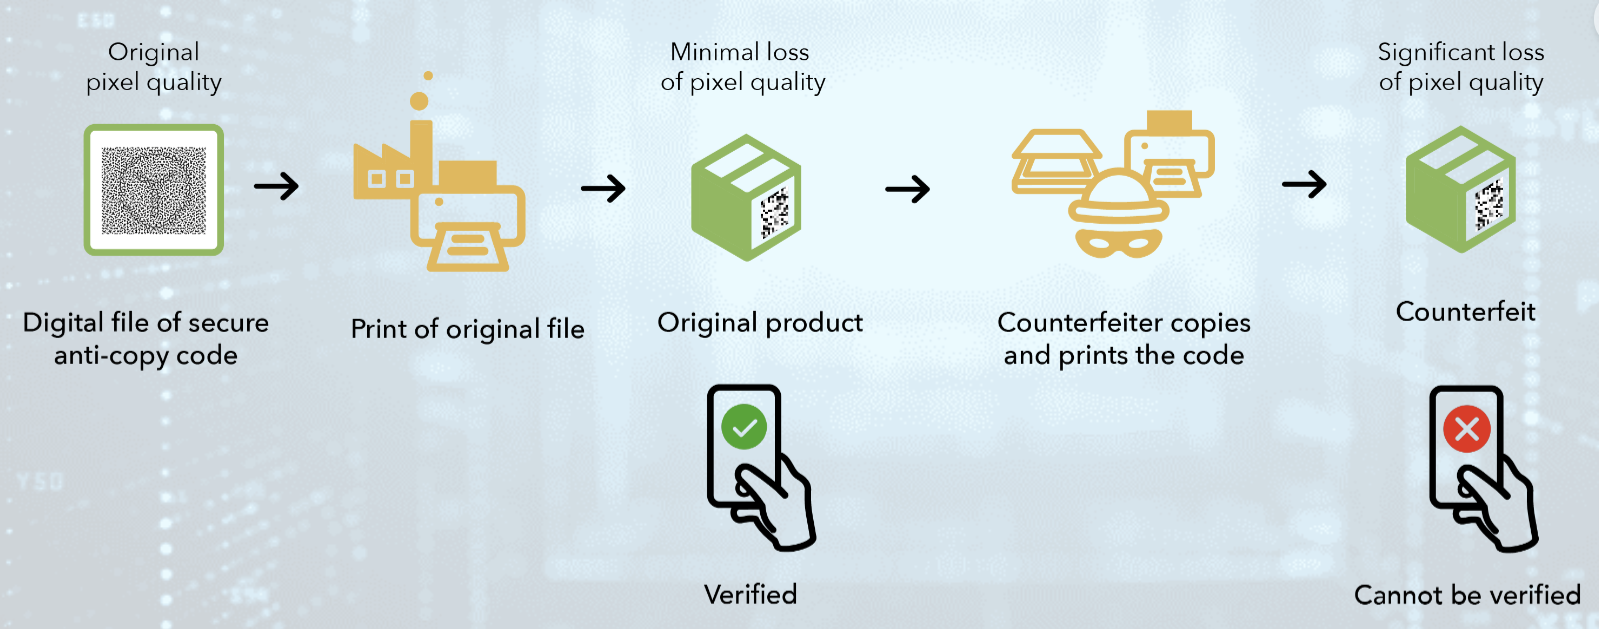 Original
pixel quality
Minimal loss
of pixel quality
Significant loss
of pixel quality
Digital file of secure
anti-copy code
Print of original file
Original product
Counterfeiter copies
and prints the code
Counterfeit
Verified
Cannot be verified